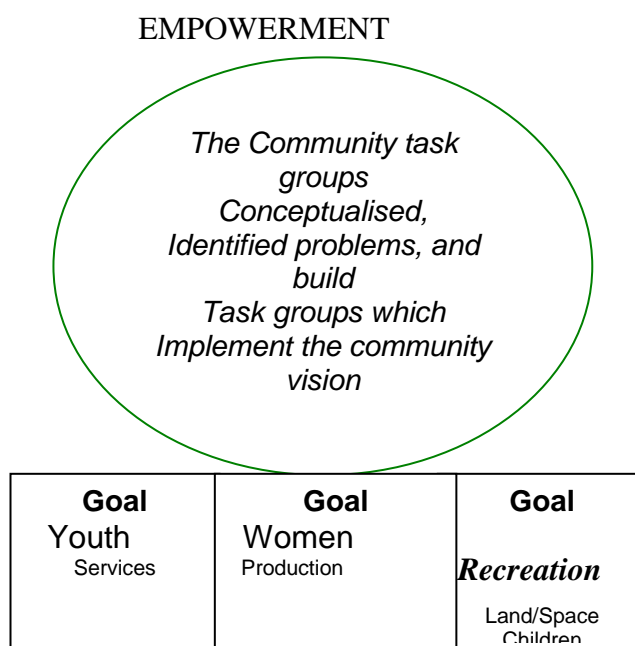 EMPOWERMENT
The Community task
groups
Conceptualised,
Identified problems, and
build
Task groups which
Implement the community
vision
Goal
Youth
Services
Goal
Women
Production
Goal
Recreation
Land/Space
Children